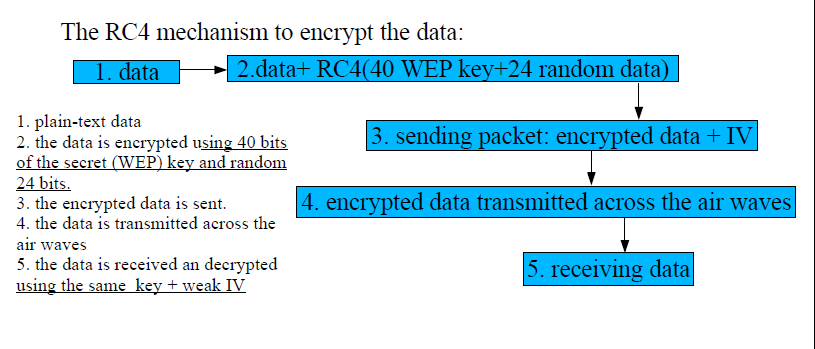 The RC4 mechanism to encrypt the data:
1. data
2.data+ RC4(40 WEP key+24 random data)
3. sending packet: encrypted data + IV
4. encrypted data transmitted across the air waves
5. receiving data
1. plain-text data
2. the data is encrypted using 40 bits
of the secret (WEP) key and random
24 bits.
3. the encrypted data is sent.
4. the data is transmitted across the
air waves
5. the data is received an decrypted
using the same key + weak IV